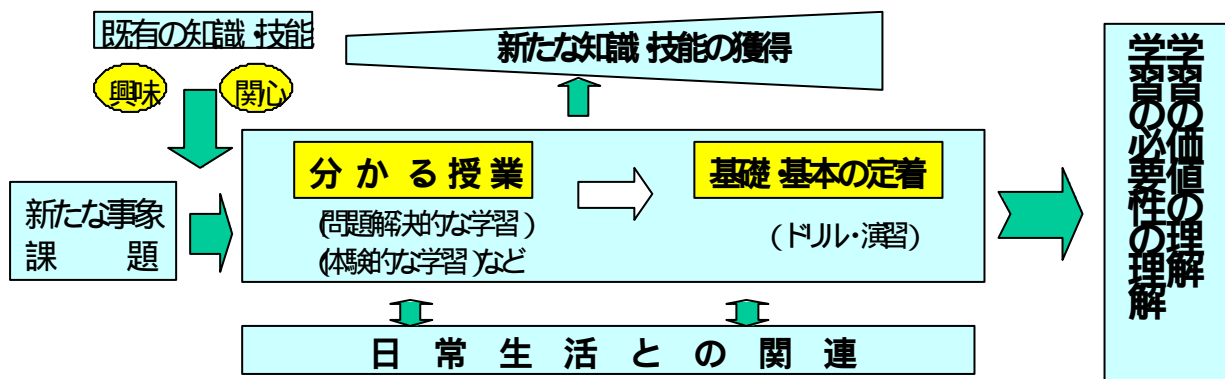 既有の知識・技能
新たな知識・技能の獲得
興味
関心
新たな事象
課　　題
分 か る 授 業
(問題解決的な学習)
(体験的な学習)など
基礎・基本の定着
(ドリル・演習)
日 常 生 活 と の 関 連
学習の価値の理解
学習の必要性の理解